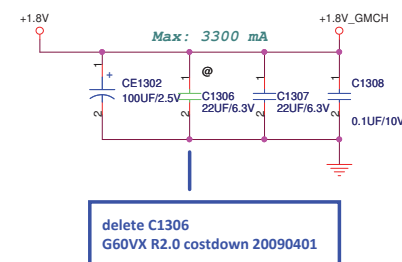 +1.8V
+1.8V_GMCH
Max: 3300 mA
1
+
CE1302
100UF/2.5V
2
1
@
C1306
22UF/6.3V
2
1
C1307
22UF/6.3V
2
1
C1308
0.1UF/10V
2
delete C1306
G60VX R2.0 costdown 20090401